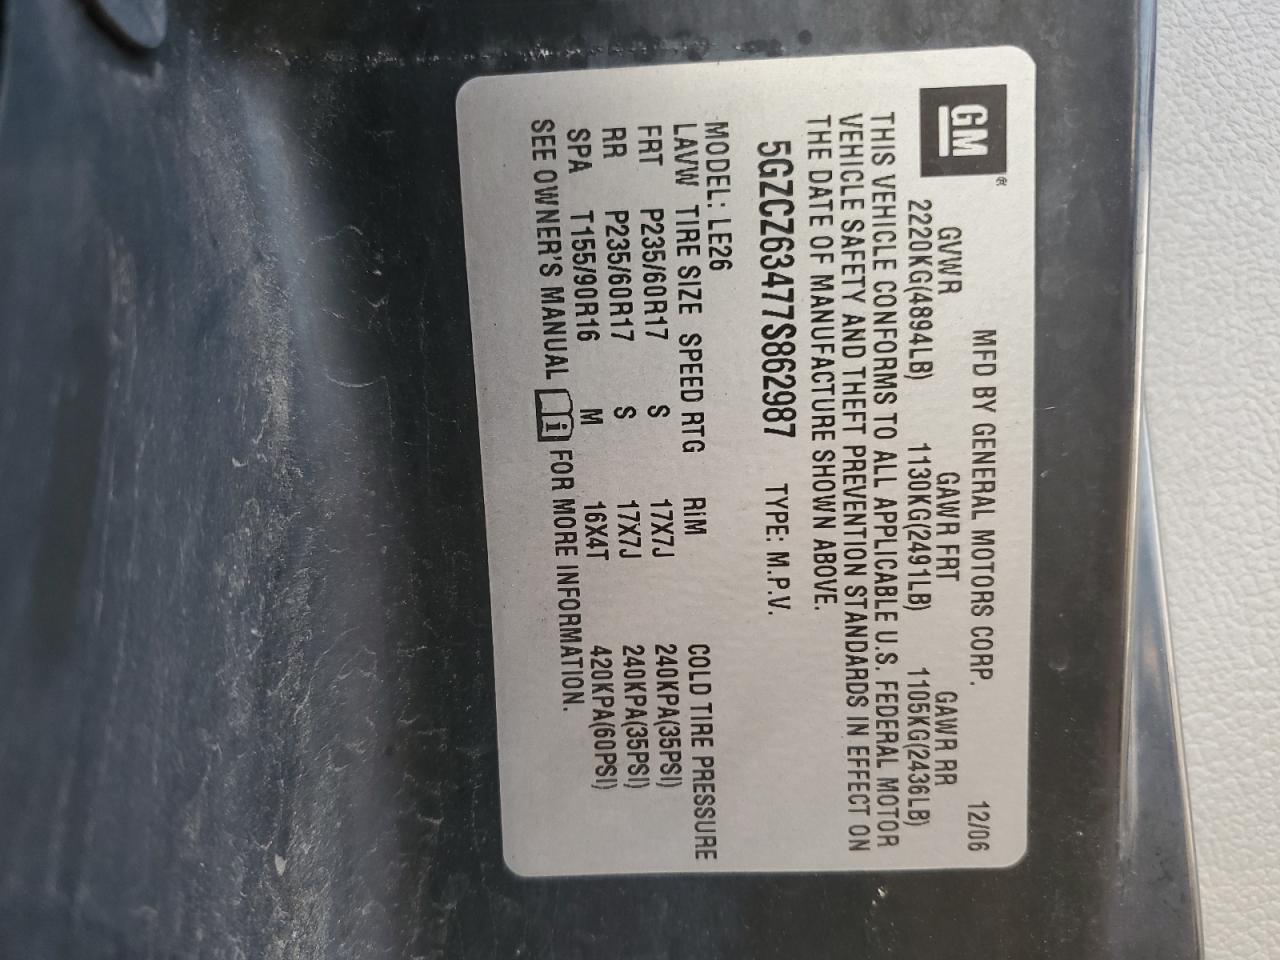 GM®
MFD BY GENERAL MOTORS CORP. 12/06
GVWR GAWR FRT GAWR RR
2220KG(4894LB) 1130KG(2491LB) 1105KG(2436LB)
THIS VEHICLE CONFORMS TO ALL APPLICABLE U.S. FEDERAL MOTOR
VEHICLE SAFETY AND THEFT PREVENTION STANDARDS IN EFFECT ON
THE DATE OF MANUFACTURE SHOWN ABOVE.
5GZCZ63477S862987 TYPE: M.P.V.
MODEL: LE26
LAVW TIRE SIZE SPEED RTG RIM COLD TIRE PRESSURE
FRT P235/60R17 S 17X7J 240KPA(35PSI)
RR P235/60R17 S 17X7J 240KPA(35PSI)
SPA T155/90R16 M 16X4T 420KPA(60PSI)
SEE OWNER'S MANUAL i FOR MORE INFORMATION.